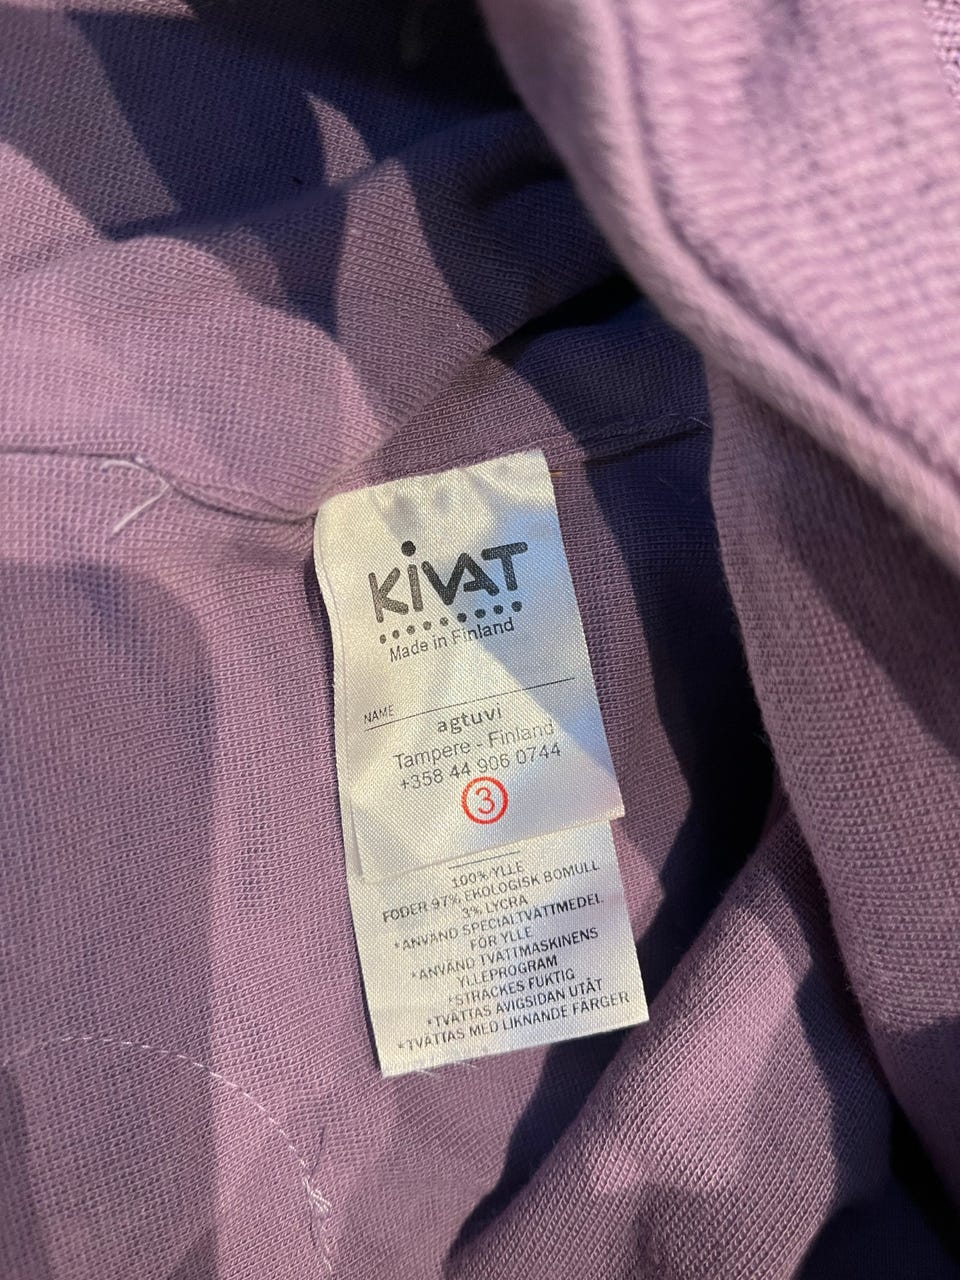 KiVAT
Made in Finland
NAME
agtuvi
Tampere - Finland
+358 44 906 0744
3
100% YLLE
FODER 97% EKOLOGISK BOMULL
3% LYCRA
*ANVÄND SPECIALTVÄTTMEDEL
FÖR YLLE
*ANVÄND TVÄTTMASKINENS
YLLEPROGRAM
*STRÄCKES FUKTIG
*TVÄTTAS AVIGSIDAN UTÅT
*TVÄTTAS MED LIKNANDE FÄRGER